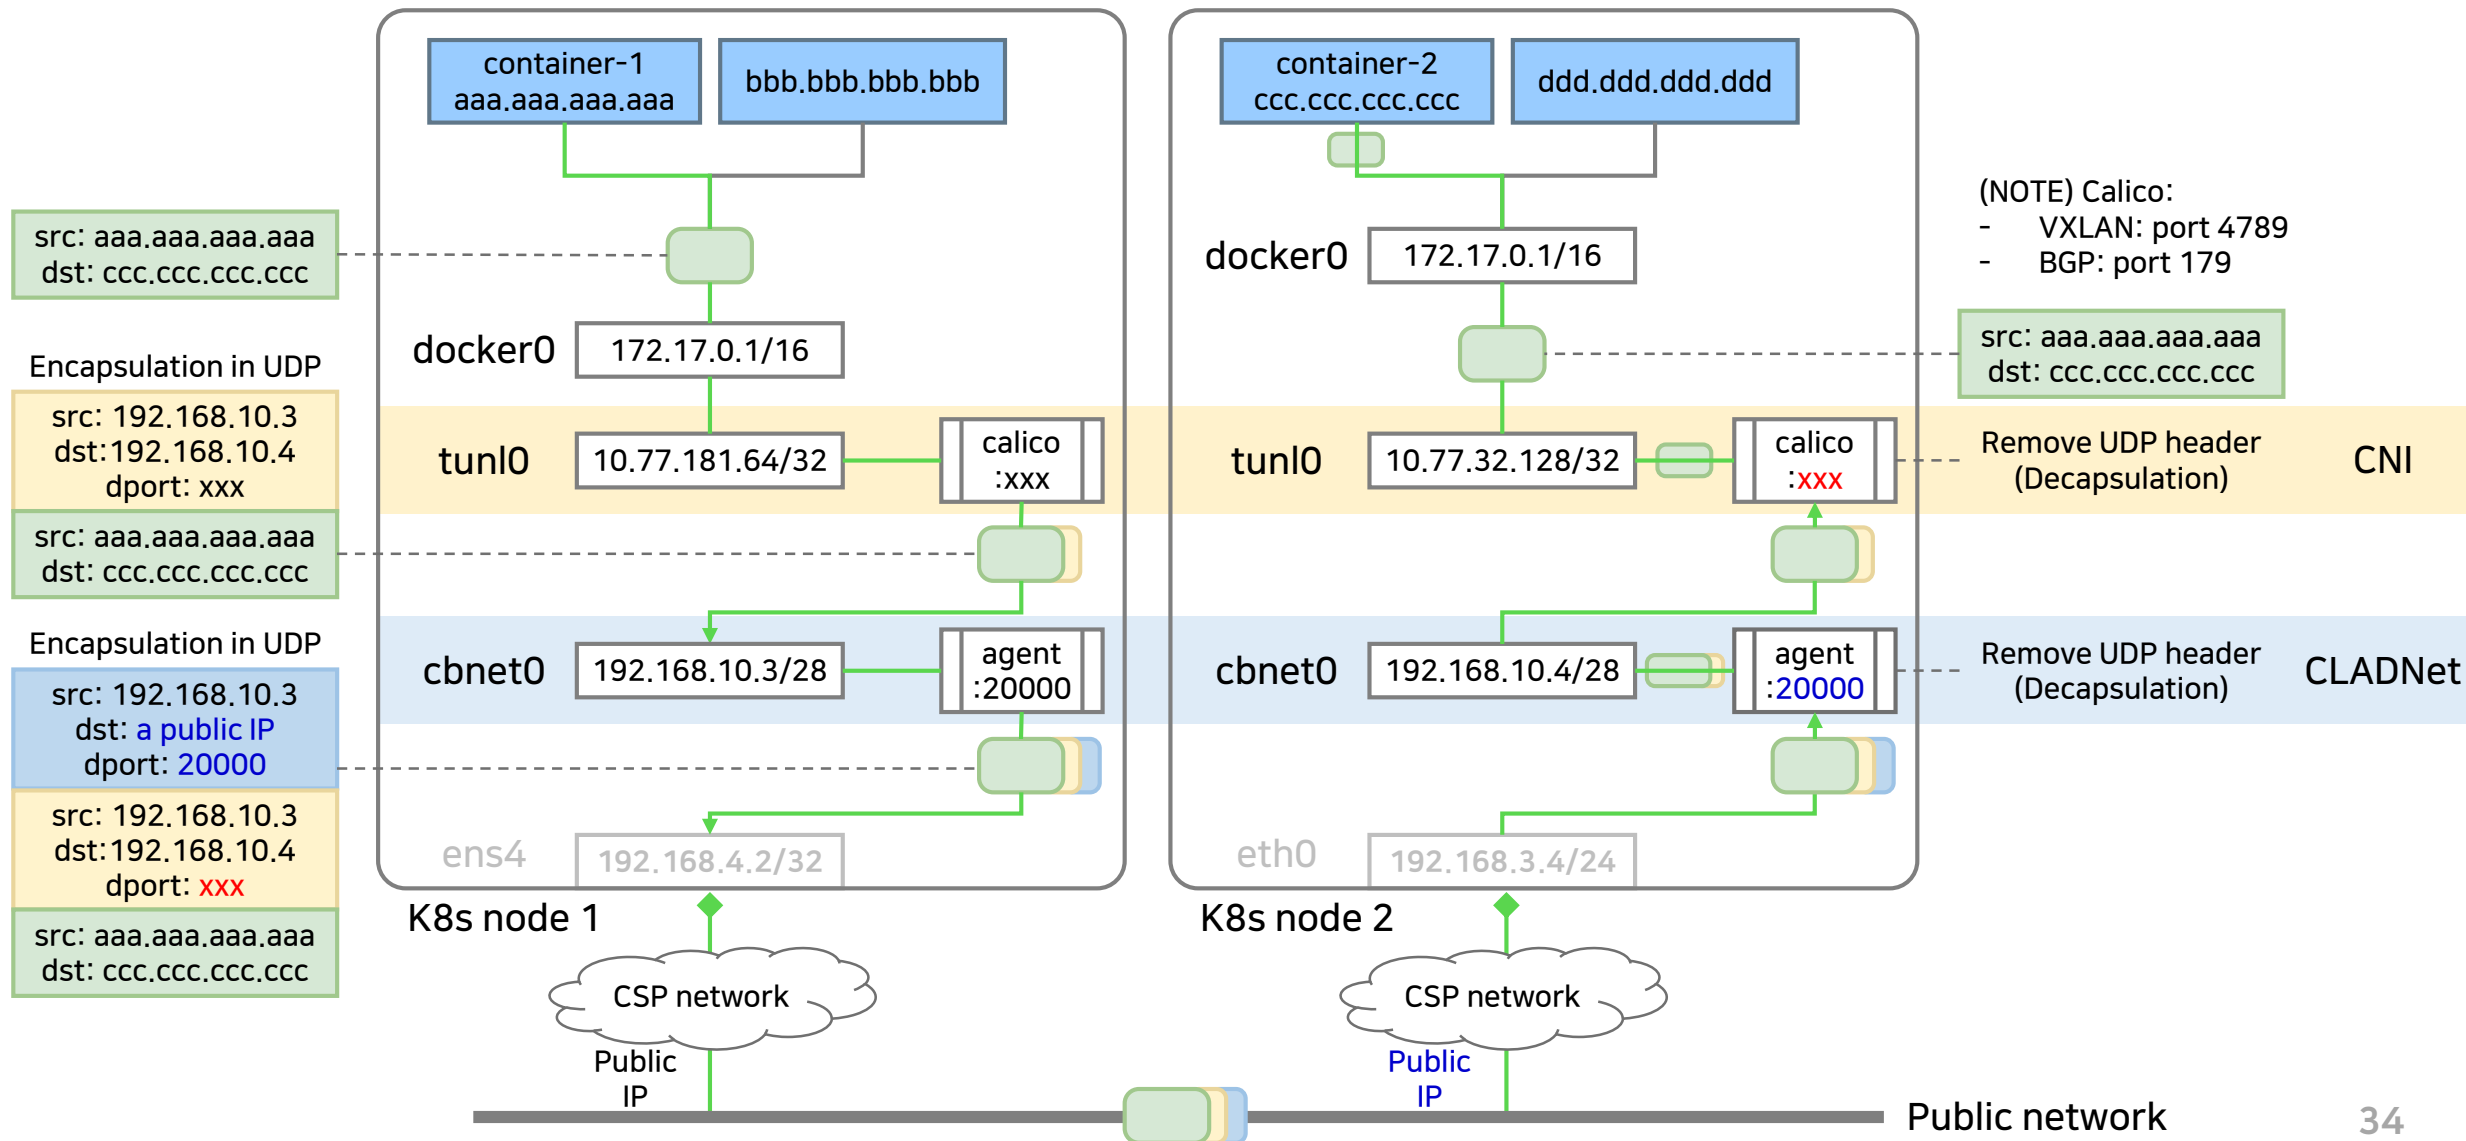 container-1
aaa.aaa.aaa.aaa
bbb.bbb.bbb.bbb
container-2
ccc.ccc.ccc.ccc
ddd.ddd.ddd.ddd
(NOTE) Calico:
- VXLAN: port 4789
- BGP: port 179
src: aaa.aaa.aaa.aaa
dst: ccc.ccc.ccc.ccc
docker0
172.17.0.1/16
src: aaa.aaa.aaa.aaa
dst: ccc.ccc.ccc.ccc
docker0
172.17.0.1/16
Encapsulation in UDP
src: 192.168.10.3
dst:192.168.10.4
dport: xxx
src: aaa.aaa.aaa.aaa
dst: ccc.ccc.ccc.ccc
tunl0
10.77.181.64/32
calico
:xxx
tunl0
10.77.32.128/32
calico
:xxx
Remove UDP header
(Decapsulation)
CNI
Encapsulation in UDP
src: 192.168.10.3
dst: a public IP
dport: 20000
src: 192.168.10.3
dst:192.168.10.4
dport: xxx
src: aaa.aaa.aaa.aaa
dst: ccc.ccc.ccc.ccc
cbnet0
192.168.10.3/28
agent
:20000
cbnet0
192.168.10.4/28
agent
:20000
Remove UDP header
(Decapsulation)
CLADNet
ens4
192.168.4.2/32
eth0
192.168.3.4/24
K8s node 1
K8s node 2
CSP network
CSP network
Public
IP
Public
IP
Public network
34